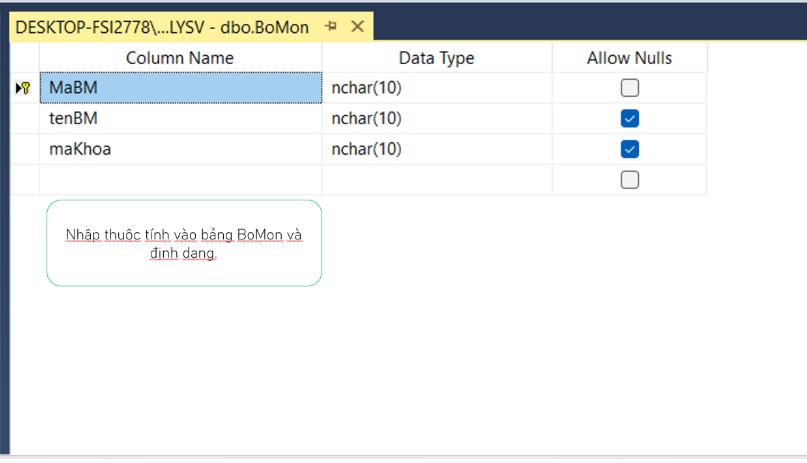 DESKTOP-FSI2778\...LYSV - dbo.BoMon
Column Name Data Type Allow Nulls
MaBM nchar(10)
tenBM nchar(10)
maKhoa nchar(10)
Nhập thuộc tính vào bảng BoMon và
định dang.